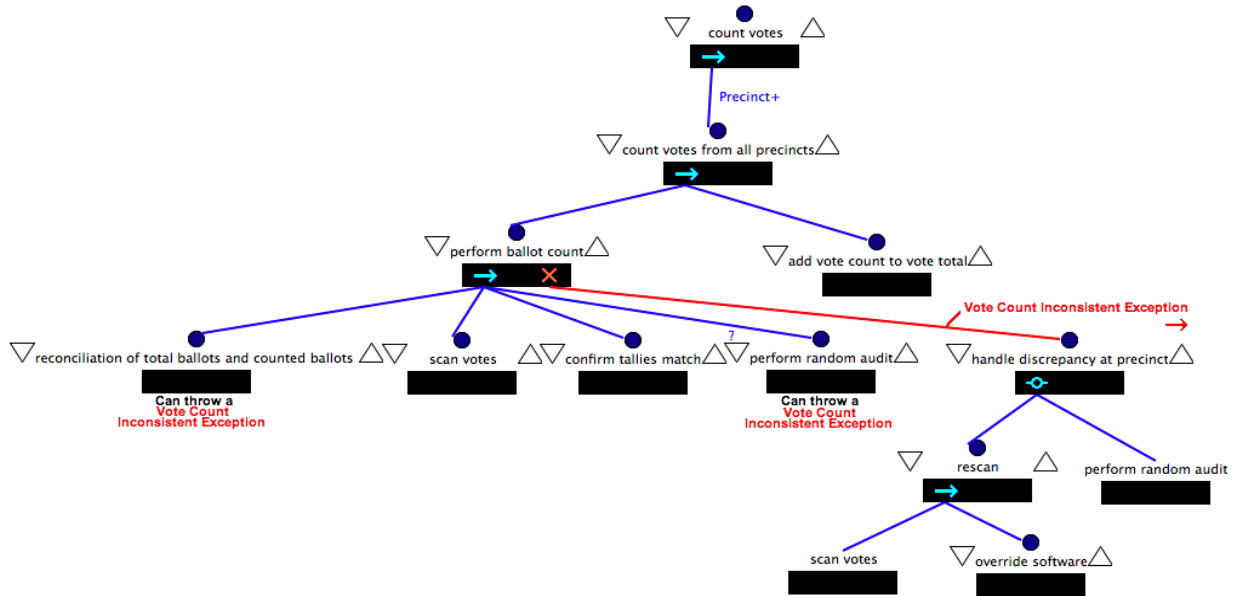 count votes
Precinct+
count votes from all precincts
perform ballot count
add vote count to vote total
Vote Count Inconsistent Exception
?
reconciliation of total ballots and counted ballots
scan votes
confirm tallies match
perform random audit
handle discrepancy at precinct
Can throw a
Vote Count
Inconsistent Exception
Can throw a
Vote Count
Inconsistent Exception
rescan
perform random audit
scan votes
override software